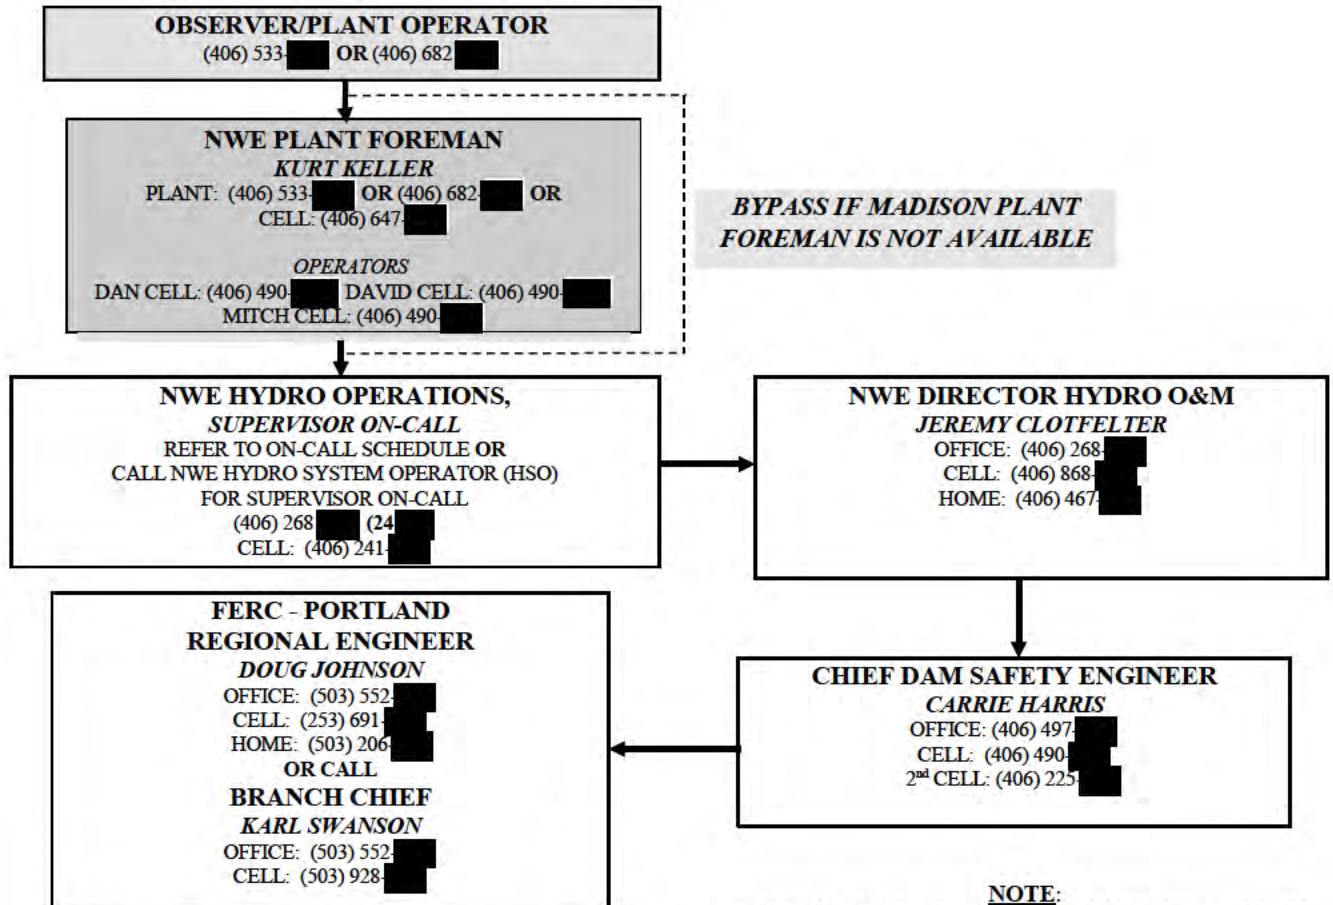 OBSERVER/PLANT OPERATOR
(406) 533- OR (406) 682
NWE PLANT FOREMAN
KURT KELLER
PLANT: (406) 533- OR (406) 682- OR
CELL: (406) 647-
OPERATORS
DAN CELL: (406) 490- DAVID CELL: (406) 490-
MITCH CELL: (406) 490-
BYPASS IF MADISON PLANT
FOREMAN IS NOT AVAILABLE
NWE HYDRO OPERATIONS,
SUPERVISOR ON-CALL
REFER TO ON-CALL SCHEDULE OR
CALL NWE HYDRO SYSTEM OPERATOR (HSO)
FOR SUPERVISOR ON-CALL
(406) 268 (24
CELL: (406) 241-
NWE DIRECTOR HYDRO O&M
JEREMY CLOTFELTER
OFFICE: (406) 268-
CELL: (406) 868-
HOME: (406) 467-
CHIEF DAM SAFETY ENGINEER
CARRIE HARRIS
OFFICE: (406) 497-
CELL: (406) 490-
2nd CELL: (406) 225-
FERC - PORTLAND
REGIONAL ENGINEER
DOUG JOHNSON
OFFICE: (503) 552-
CELL: (253) 691-
HOME: (503) 206-
OR CALL
BRANCH CHIEF
KARL SWANSON
OFFICE: (503) 552-
CELL: (503) 928-
NOTE: